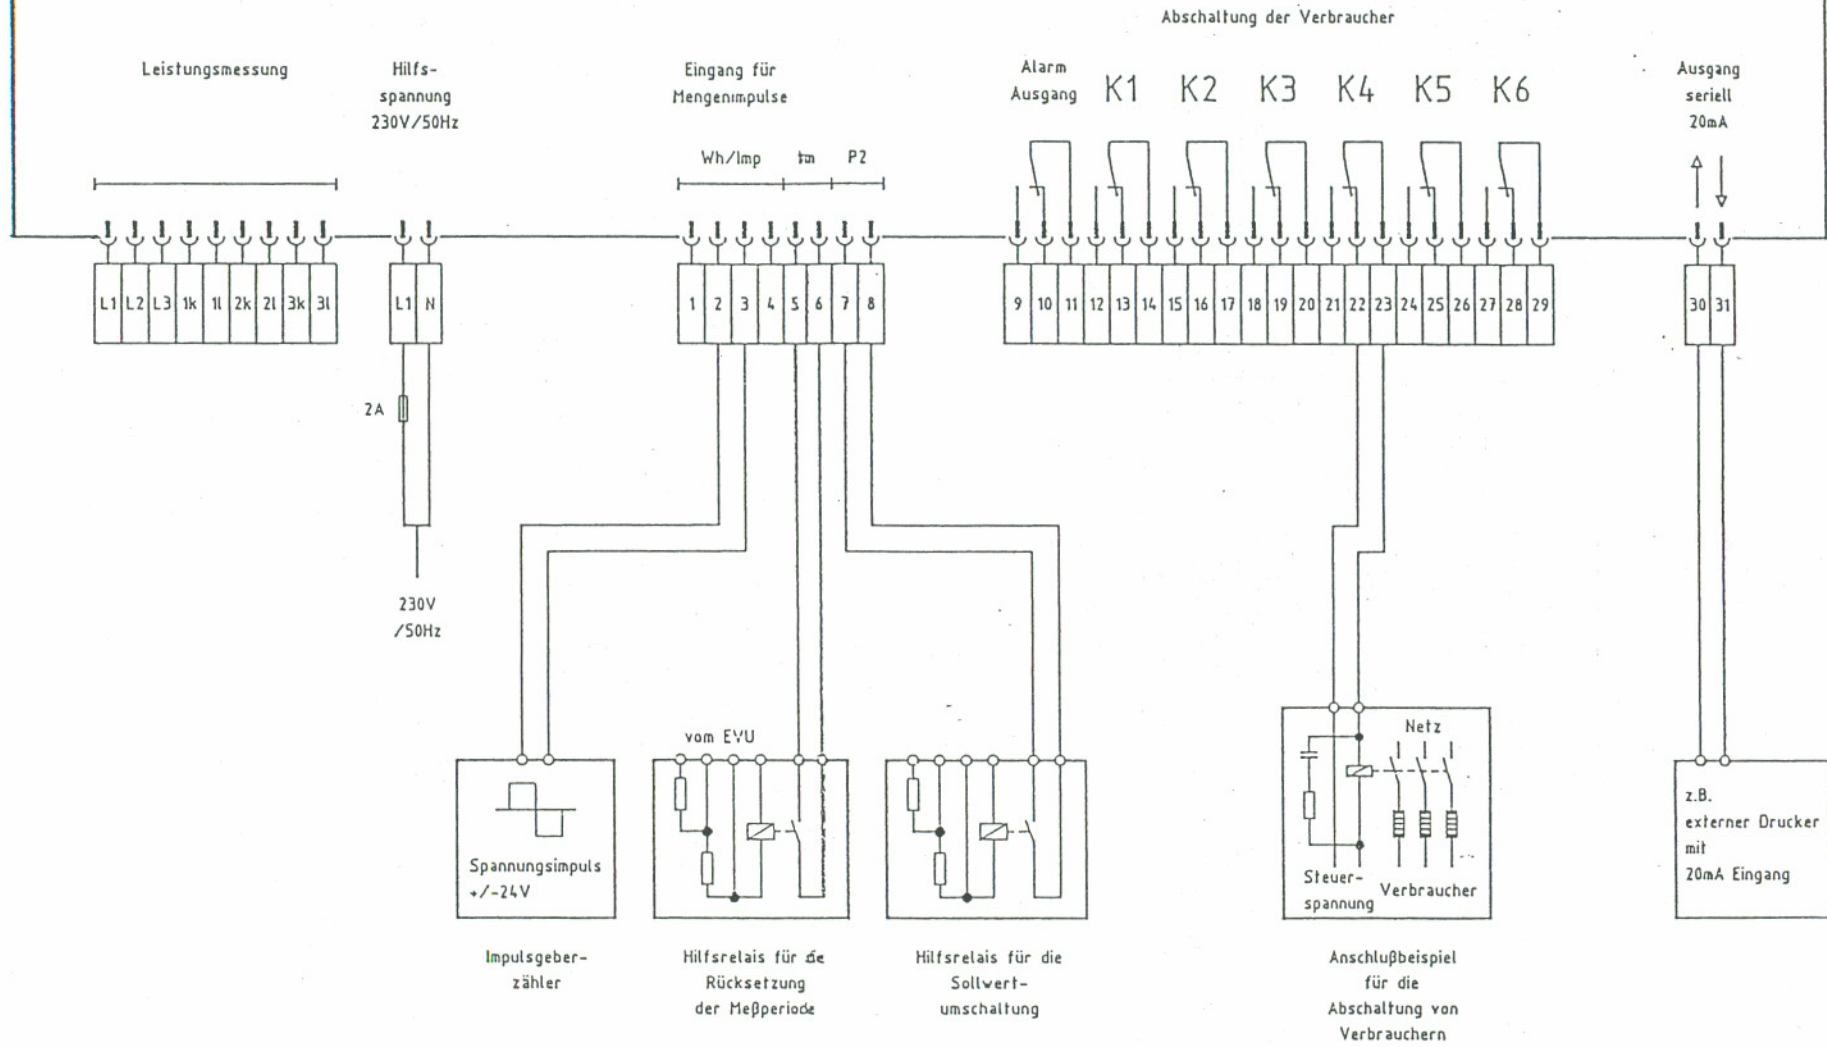 Abschaltung der Verbraucher
Leistungsmessung
Hilfs-
spannung
230V/50Hz
Eingang für
Mengenimpulse
Wh/Imp tm P2
Alarm
Ausgang
K1 K2 K3 K4 K5 K6
Ausgang
seriell
20mA
L1 L2 L3 1k 1l 2k 2l 3k 3l
L1 N
1 2 3 4 5 6 7 8
9 10 11 12 13 14 15 16 17 18 19 20 21 22 23 24 25 26 27 28 29
30 31
2A
230V
/50Hz
Spannungsimpuls
+/-24V
Impulsgeber-
zähler
vom EVU
Hilfsrelais für die
Rücksetzung
der Meßperiode
Hilfsrelais für die
Sollwert-
umschaltung
Netz
Steuer-
spannung
Verbraucher
Anschlußbeispiel
für die
Abschaltung von
Verbrauchern
z.B.
externer Drucker
mit
20mA Eingang